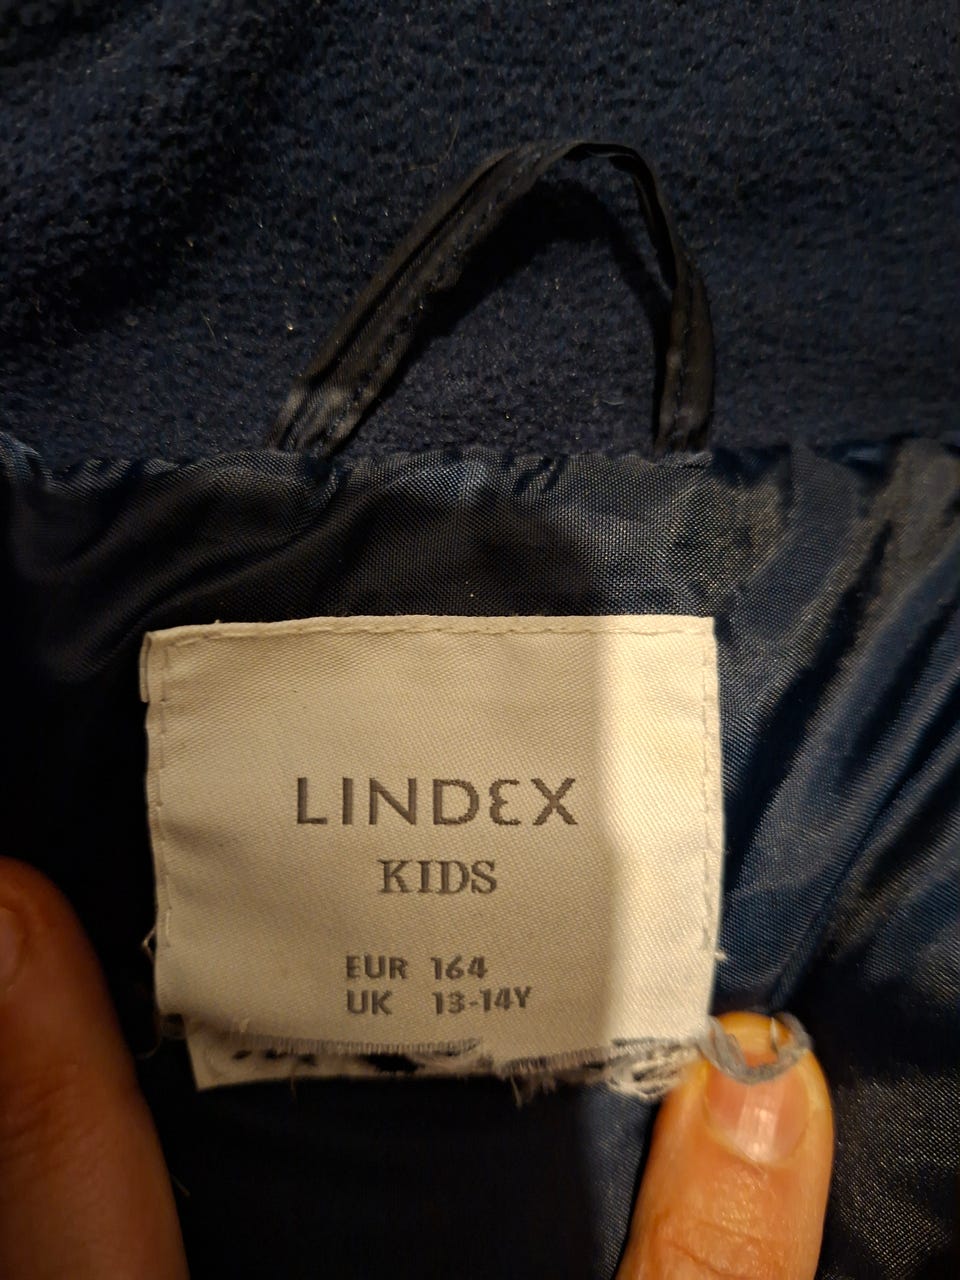 LINDEX
KIDS
EUR 164
UK 13-14Y